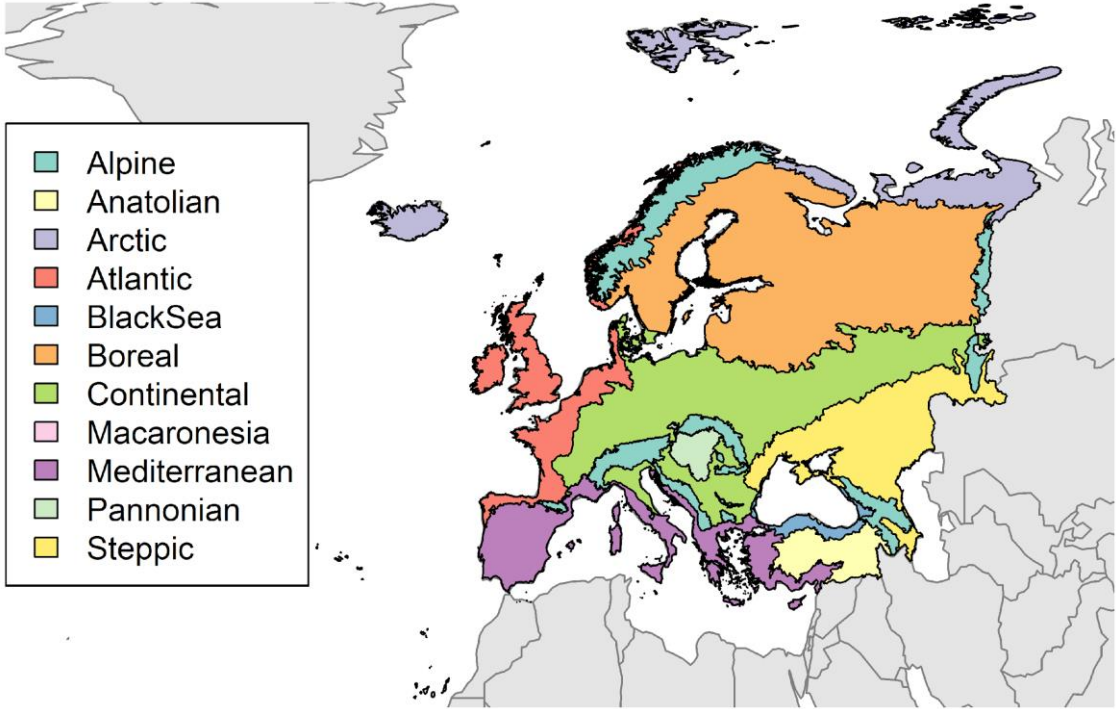 Alpine
Anatolian
Arctic
Atlantic
BlackSea
Boreal
Continental
Macaronesia
Mediterranean
Pannonian
Steppic